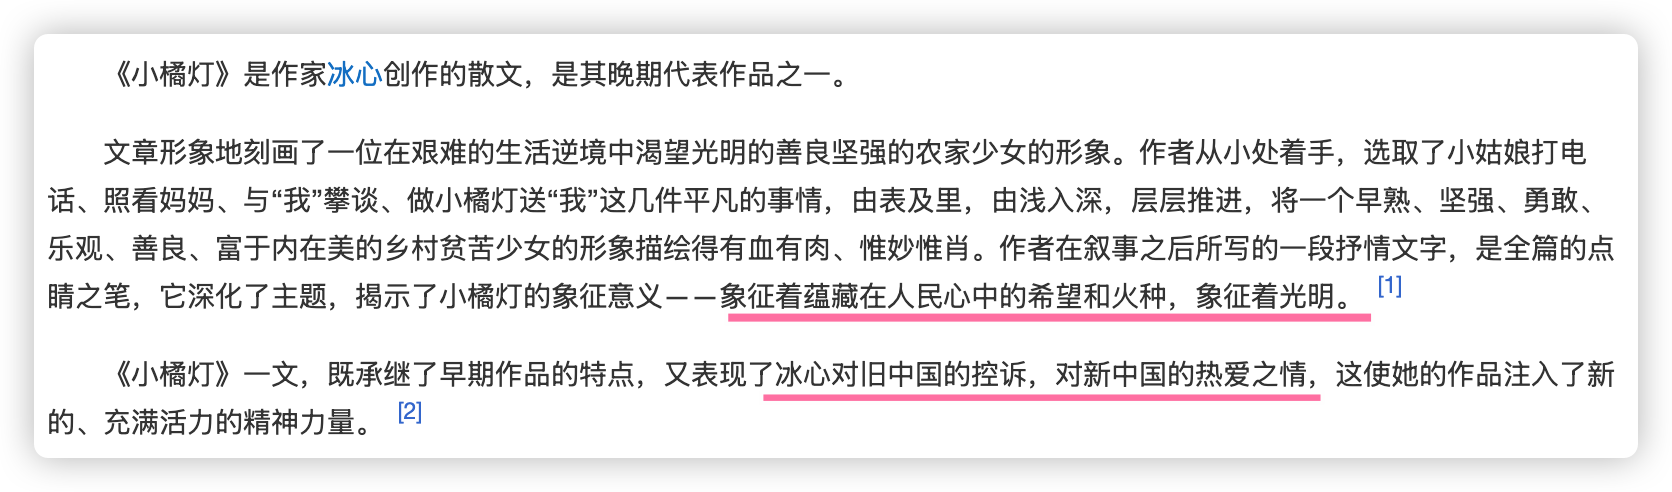 《小橘灯》是作家冰心创作的散文，是其晚期代表作品之一。
文章形象地刻画了一位在艰难的生活逆境中渴望光明的善良坚强的农家少女的形象。作者从小处着手，选取了小姑娘打电
话、照看妈妈、与“我”攀谈、做小橘灯送“我”这几件平凡的事情，由表及里，由浅入深，层层推进，将一个早熟、坚强、勇敢、
乐观、善良、富于内在美的乡村贫苦少女的形象描绘得有血有肉、惟妙惟肖。作者在叙事之后所写的一段抒情文字，是全篇的点
睛之笔，它深化了主题，揭示了小橘灯的象征意义——象征着蕴藏在人民心中的希望和火种，象征着光明。 [1]
《小橘灯》一文，既承继了早期作品的特点，又表现了冰心对旧中国的控诉，对新中国的热爱之情，这使她的作品注入了新
的、充满活力的精神力量。 [2]